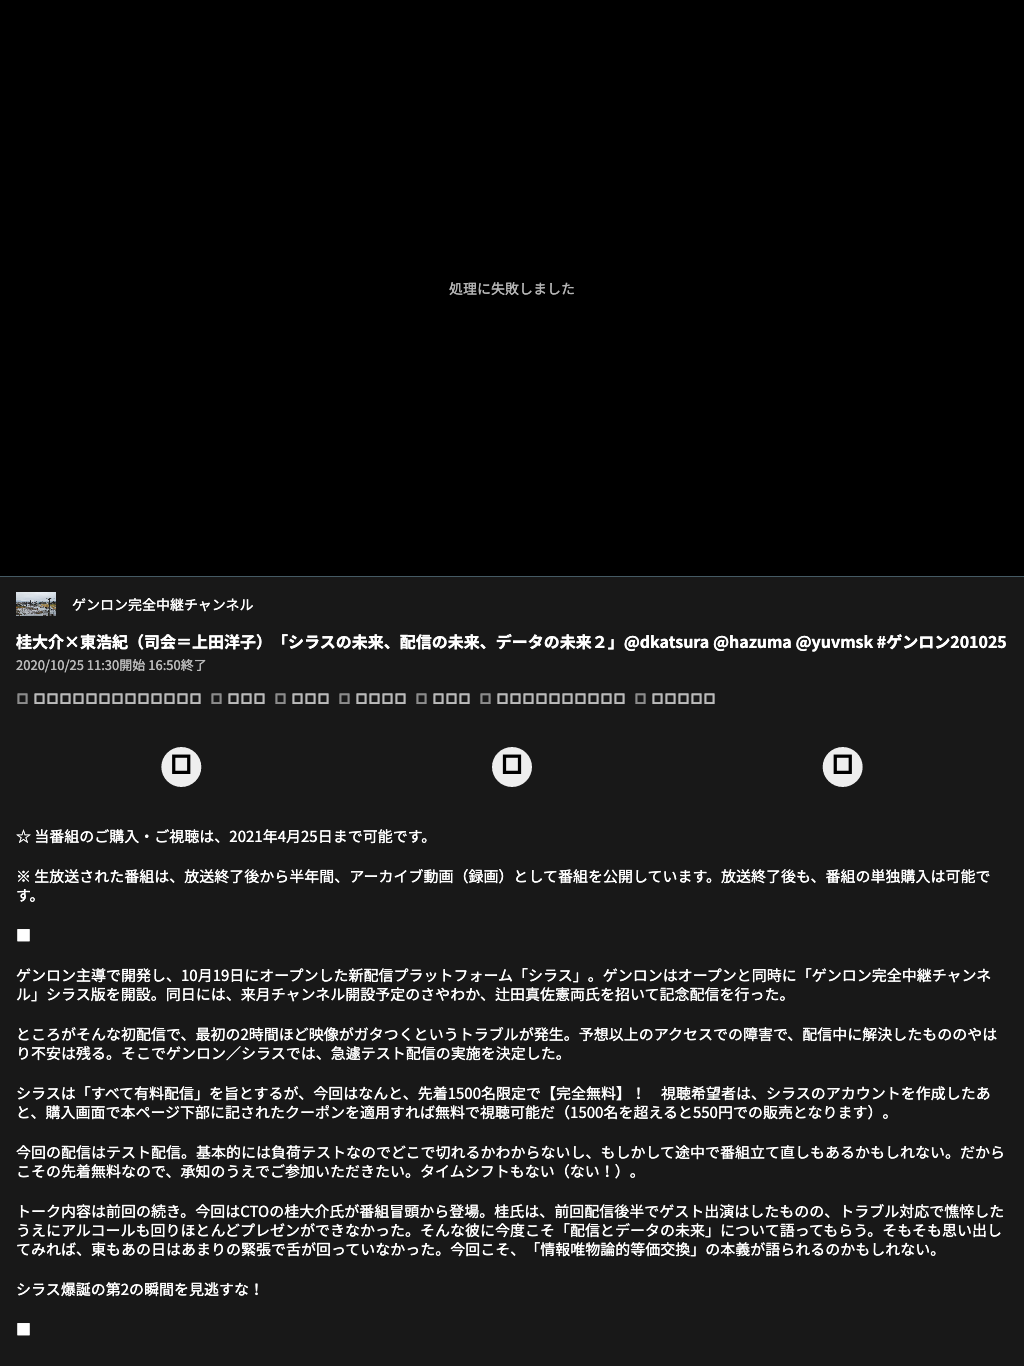 処理に失敗しました
ゲンロン完全中継チャンネル
桂大介×東浩紀（司会＝上田洋子）「シラスの未来、配信の未来、データの未来２」@dkatsura @hazuma @yuvmsk #ゲンロン201025
2020/10/25 11:30開始 16:50終了
☆ 当番組のご購入・ご視聴は、2021年4月25日まで可能です。
※ 生放送された番組は、放送終了後から半年間、アーカイブ動画（録画）として番組を公開しています。放送終了後も、番組の単独購入は可能で
す。
■
ゲンロン主導で開発し、10月19日にオープンした新配信プラットフォーム「シラス」。ゲンロンはオープンと同時に「ゲンロン完全中継チャンネ
ル」シラス版を開設。同日には、来月チャンネル開設予定のさやわか、辻田真佐憲両氏を招いて記念配信を行った。
ところがそんな初配信で、最初の2時間ほど映像がガタつくというトラブルが発生。予想以上のアクセスでの障害で、配信中に解決したもののやは
り不安は残る。そこでゲンロン／シラスでは、急遽テスト配信の実施を決定した。
シラスは「すべて有料配信」を旨とするが、今回はなんと、先着1500名限定で【完全無料】！　視聴希望者は、シラスのアカウントを作成したあ
と、購入画面で本ページ下部に記されたクーポンを適用すれば無料で視聴可能だ（1500名を超えると550円での販売となります）。
今回の配信はテスト配信。基本的には負荷テストなのでどこで切れるかわからないし、もしかして途中で番組立て直しもあるかもしれない。だから
こその先着無料なので、承知のうえでご参加いただきたい。タイムシフトもない（ない！）。
トーク内容は前回の続き。今回はCTOの桂大介氏が番組冒頭から登場。桂氏は、前回配信後半でゲスト出演はしたものの、トラブル対応で憔悴した
うえにアルコールも回りほとんどプレゼンができなかった。そんな彼に今度こそ「配信とデータの未来」について語ってもらう。そもそも思い出し
てみれば、東もあの日はあまりの緊張で舌が回っていなかった。今回こそ、「情報唯物論的等価交換」の本義が語られるのかもしれない。
シラス爆誕の第2の瞬間を見逃すな！
■